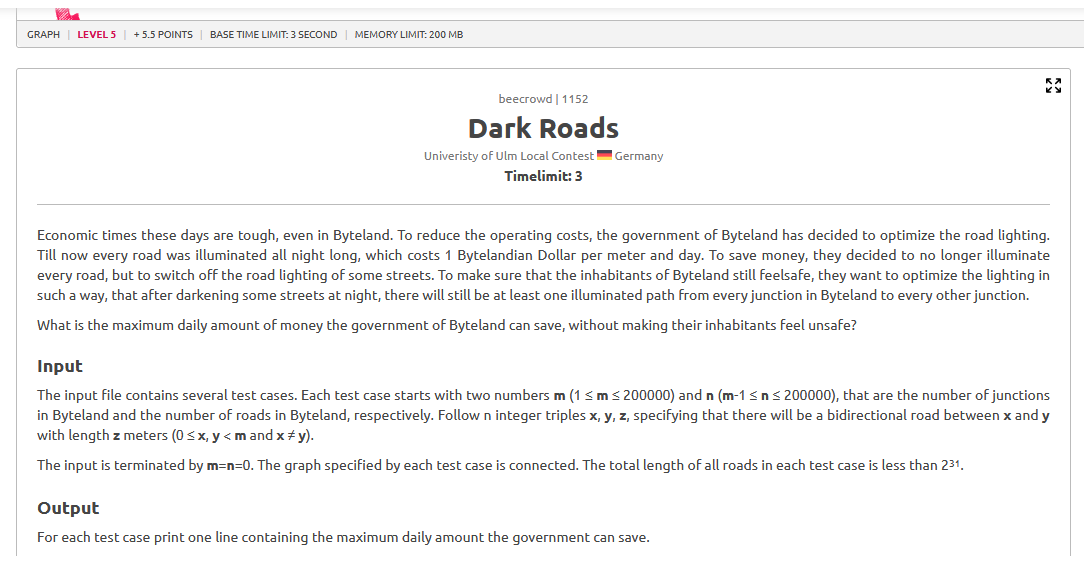 GRAPH | LEVEL 5 | + 5.5 POINTS | BASE TIME LIMIT: 3 SECOND | MEMORY LIMIT: 200 MB
beecrowd | 1152
Dark Roads
Univeristy of Ulm Local Contest Germany
Timelimit: 3
Economic times these days are tough, even in Byteland. To reduce the operating costs, the government of Byteland has decided to optimize the road lighting.
Till now every road was illuminated all night long, which costs 1 Bytelandian Dollar per meter and day. To save money, they decided to no longer illuminate
every road, but to switch off the road lighting of some streets. To make sure that the inhabitants of Byteland still feelsafe, they want to optimize the lighting in
such a way, that after darkening some streets at night, there will still be at least one illuminated path from every junction in Byteland to every other junction.
What is the maximum daily amount of money the government of Byteland can save, without making their inhabitants feel unsafe?
Input
The input file contains several test cases. Each test case starts with two numbers m (1 ≤ m ≤ 200000) and n (m-1 ≤ n ≤ 200000), that are the number of junctions
in Byteland and the number of roads in Byteland, respectively. Follow n integer triples x, y, z, specifying that there will be a bidirectional road between x and y
with length z meters (0 ≤ x, y < m and x ≠ y).
The input is terminated by m=n=0. The graph specified by each test case is connected. The total length of all roads in each test case is less than 2³¹.
Output
For each test case print one line containing the maximum daily amount the government can save.